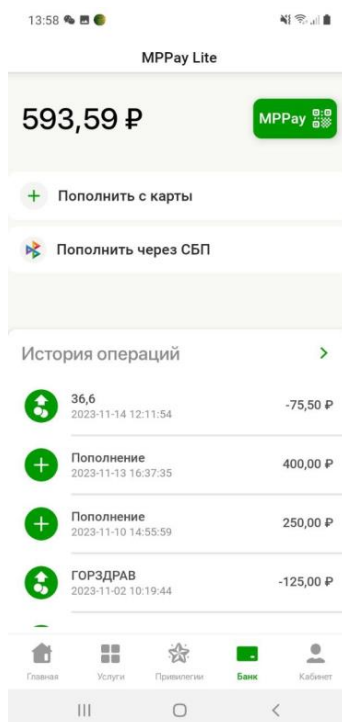 13:58
MPPay Lite
593,59 ₽
MPPay
Пополнить с карты
Пополнить через СБП
История операций
36,6
2023-11-14 12:11:54
-75,50 ₽
Пополнение
2023-11-13 16:37:35
400,00 ₽
Пополнение
2023-11-10 14:55:59
250,00 ₽
ГОРЗДРАВ
2023-11-02 10:19:44
-125,00 ₽
Главная
Услуги
Привилегии
Банк
Кабинет